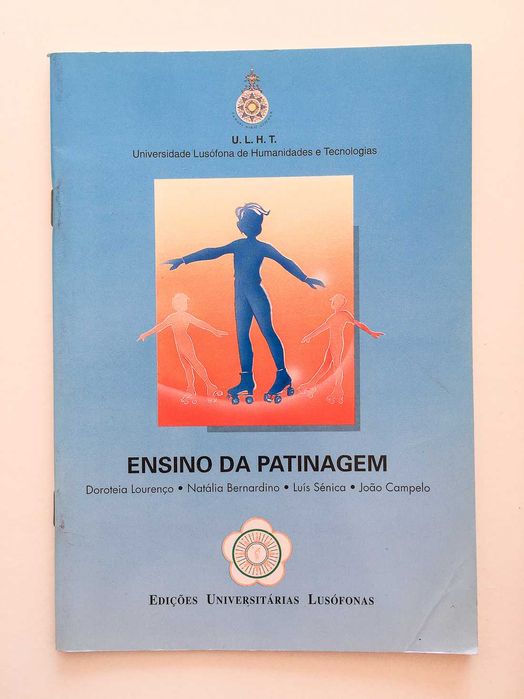 U. L. H. T.
Universidade Lusófona de Humanidades e Tecnologias
ENSINO DA PATINAGEM
Doroteia Lourenço • Natália Bernardino • Luís Sénica • João Campelo
EDIÇÕES UNIVERSITÁRIAS LUSÓFONAS